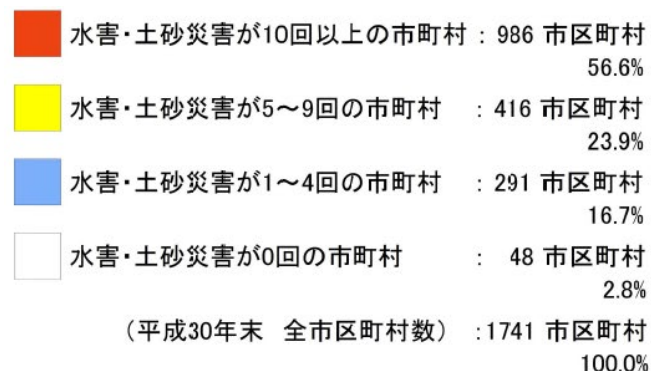 水害・土砂災害が10回以上の市町村 : 986 市区町村
56.6%
水害・土砂災害が5～9回の市町村 : 416 市区町村
23.9%
水害・土砂災害が1～4回の市町村 : 291 市区町村
16.7%
水害・土砂災害が0回の市町村 : 48 市区町村
2.8%
（平成30年末 全市区町村数） :1741 市区町村
100.0%